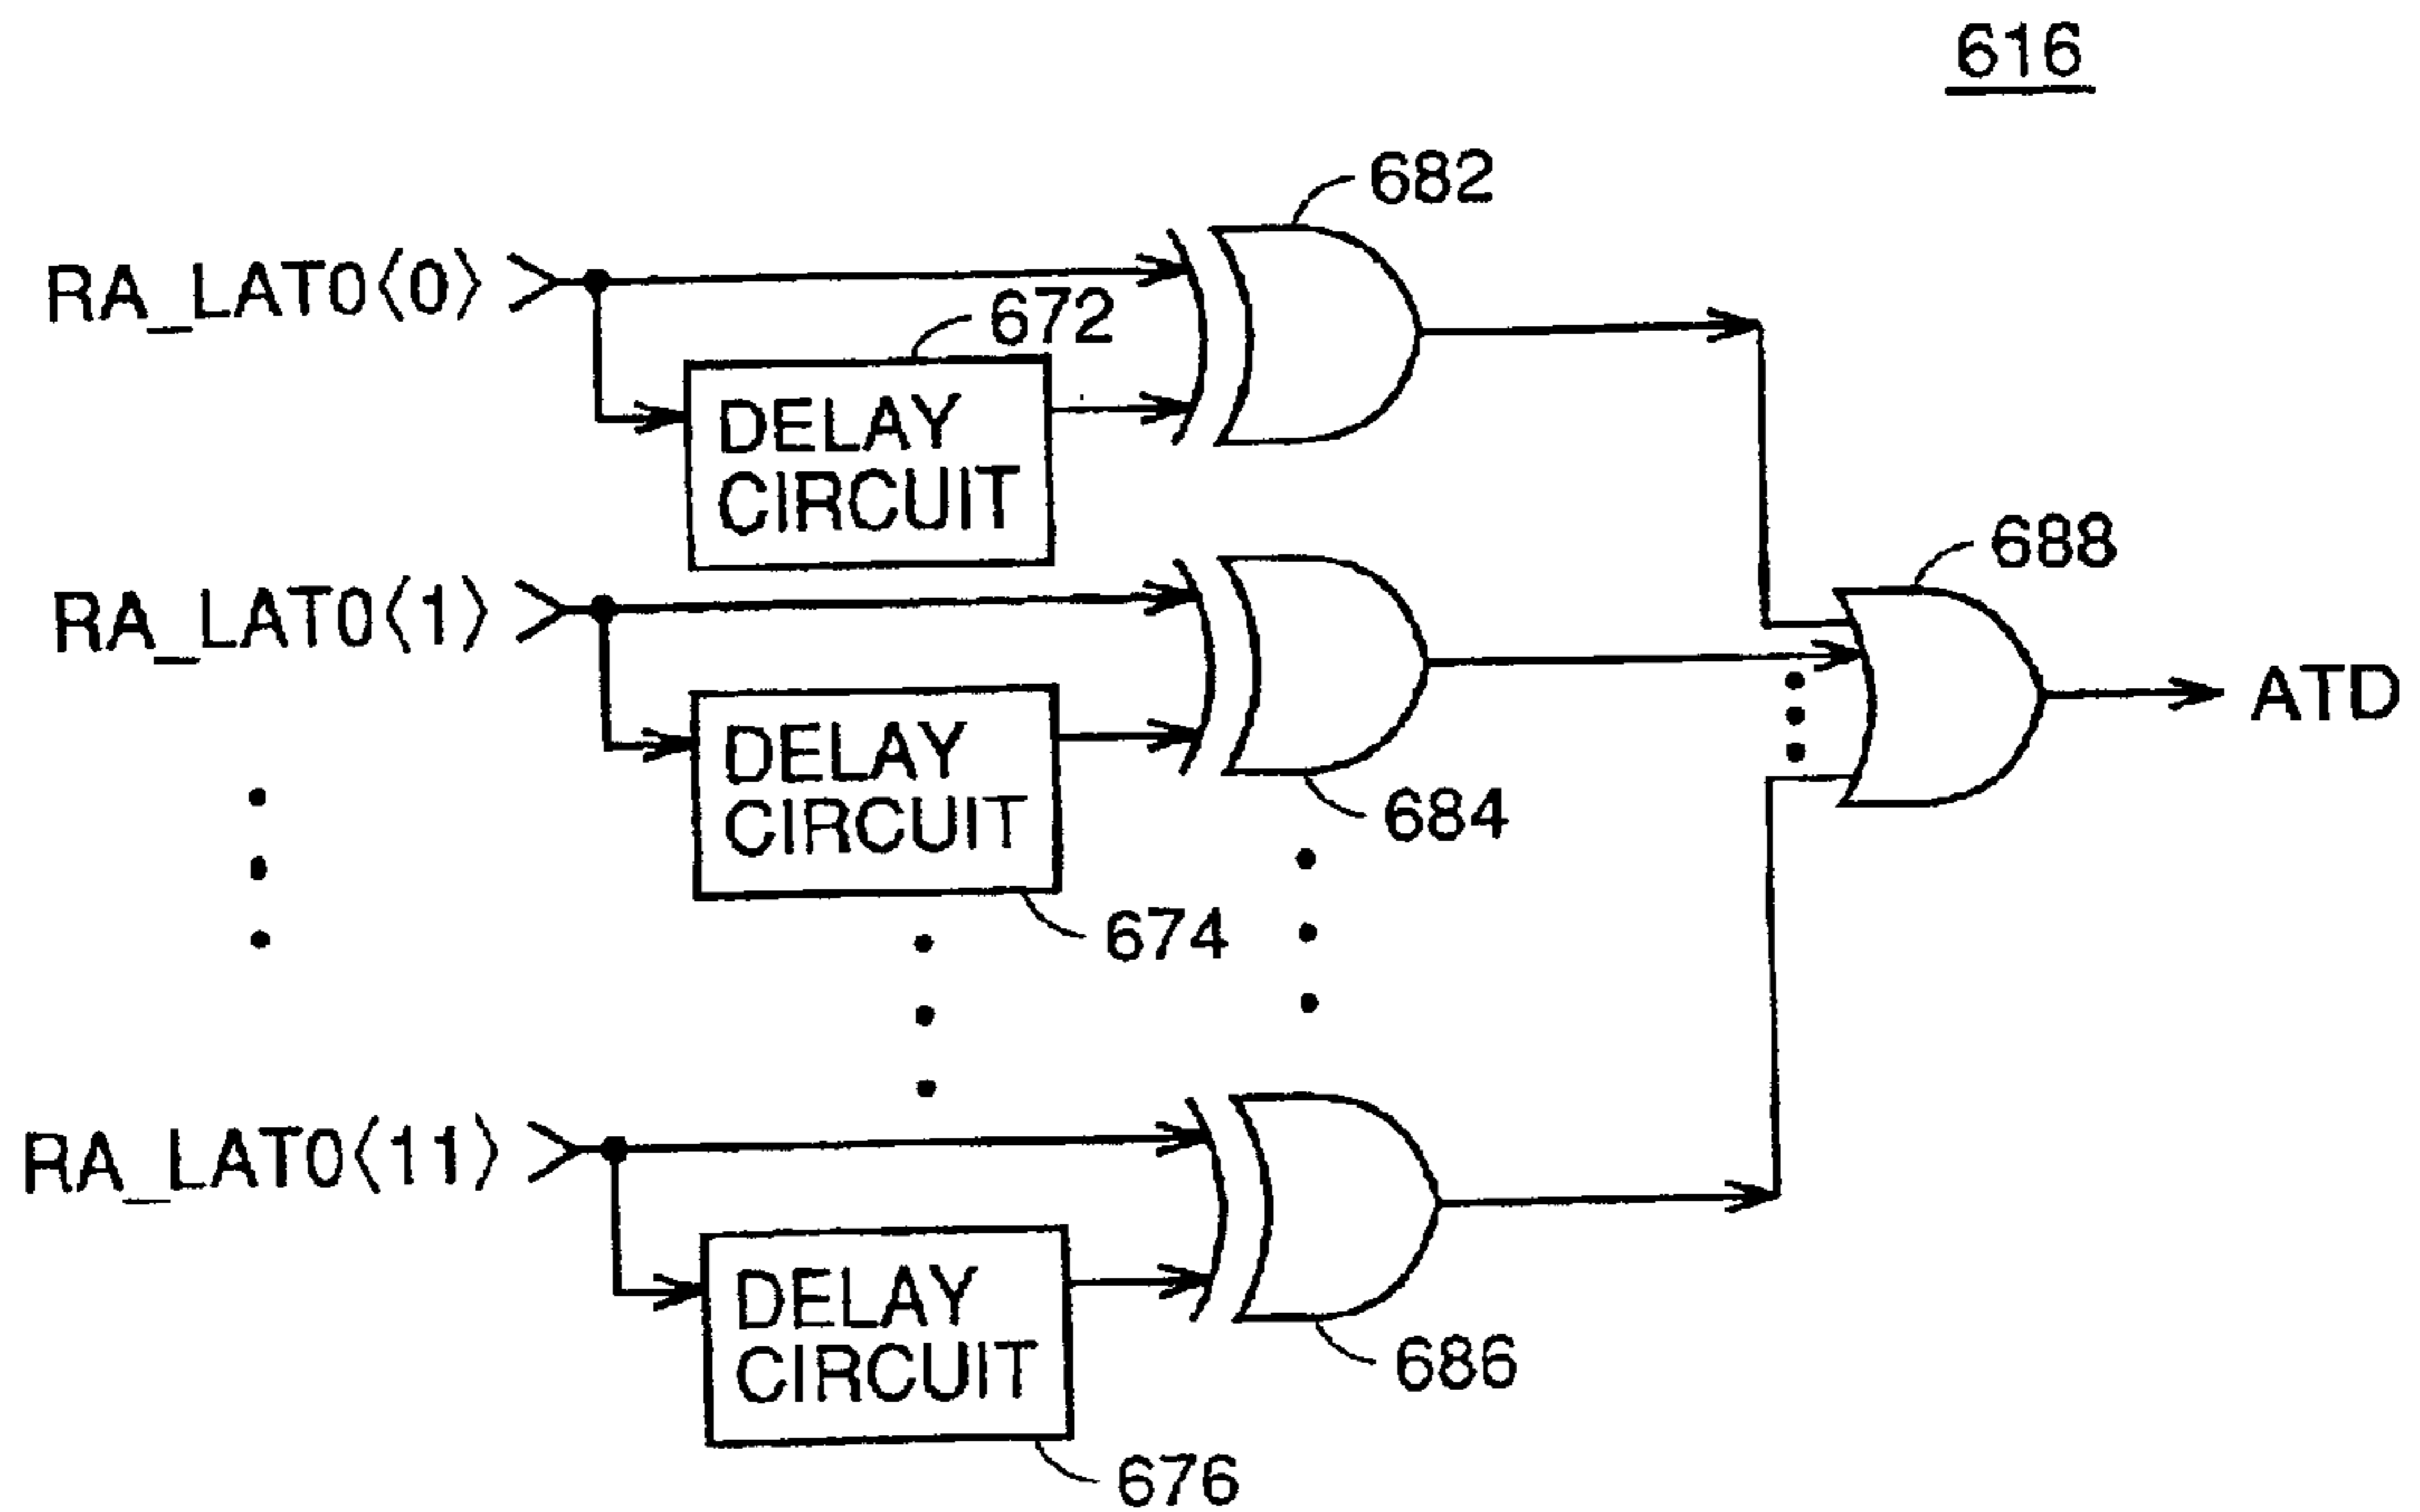 616
682
RA_LAT0⟨0⟩
672
DELAY
CIRCUIT
688
RA_LAT0⟨1⟩
ATD
DELAY
CIRCUIT
684
674
RA_LAT0⟨11⟩
DELAY
CIRCUIT
686
676